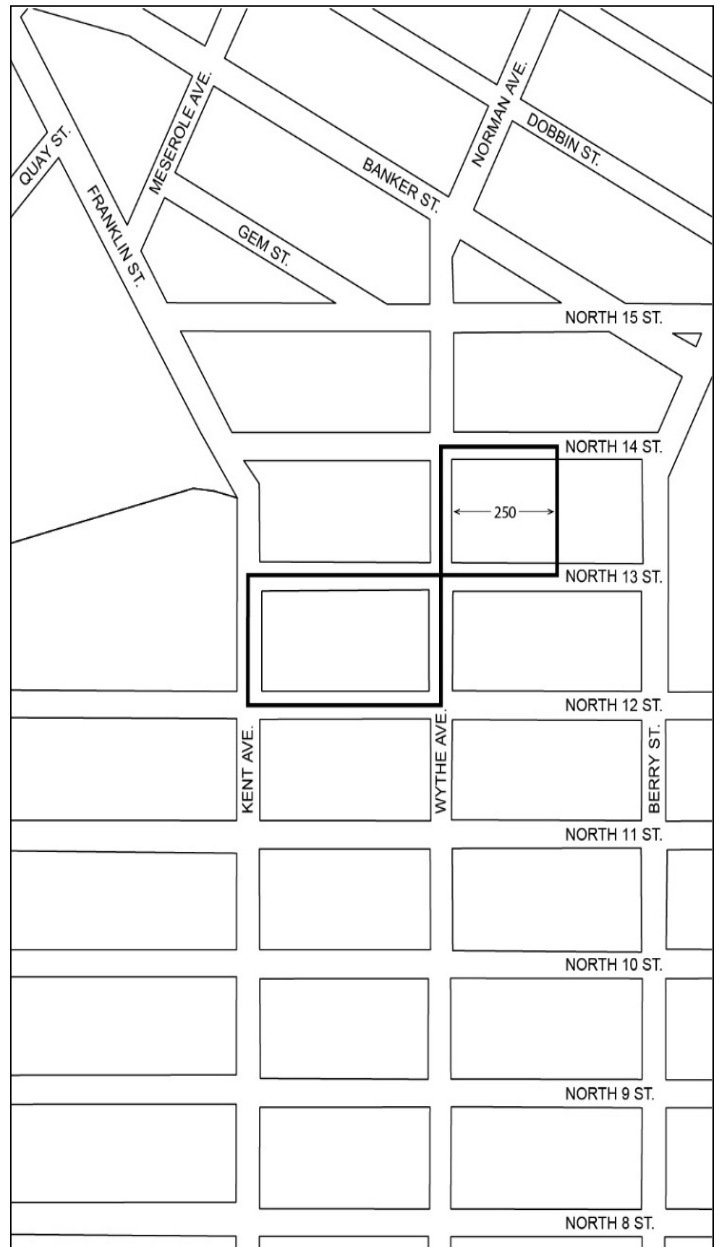 QUAY ST.
FRANKLIN ST.
MESEROLE AVE.
GEM ST.
BANKER ST.
NORMAN AVE.
DOBBIN ST.
NORTH 15 ST.
NORTH 14 ST.
250
NORTH 13 ST.
NORTH 12 ST.
KENT AVE.
WYTHE AVE.
BERRY ST.
NORTH 11 ST.
NORTH 10 ST.
NORTH 9 ST.
NORTH 8 ST.